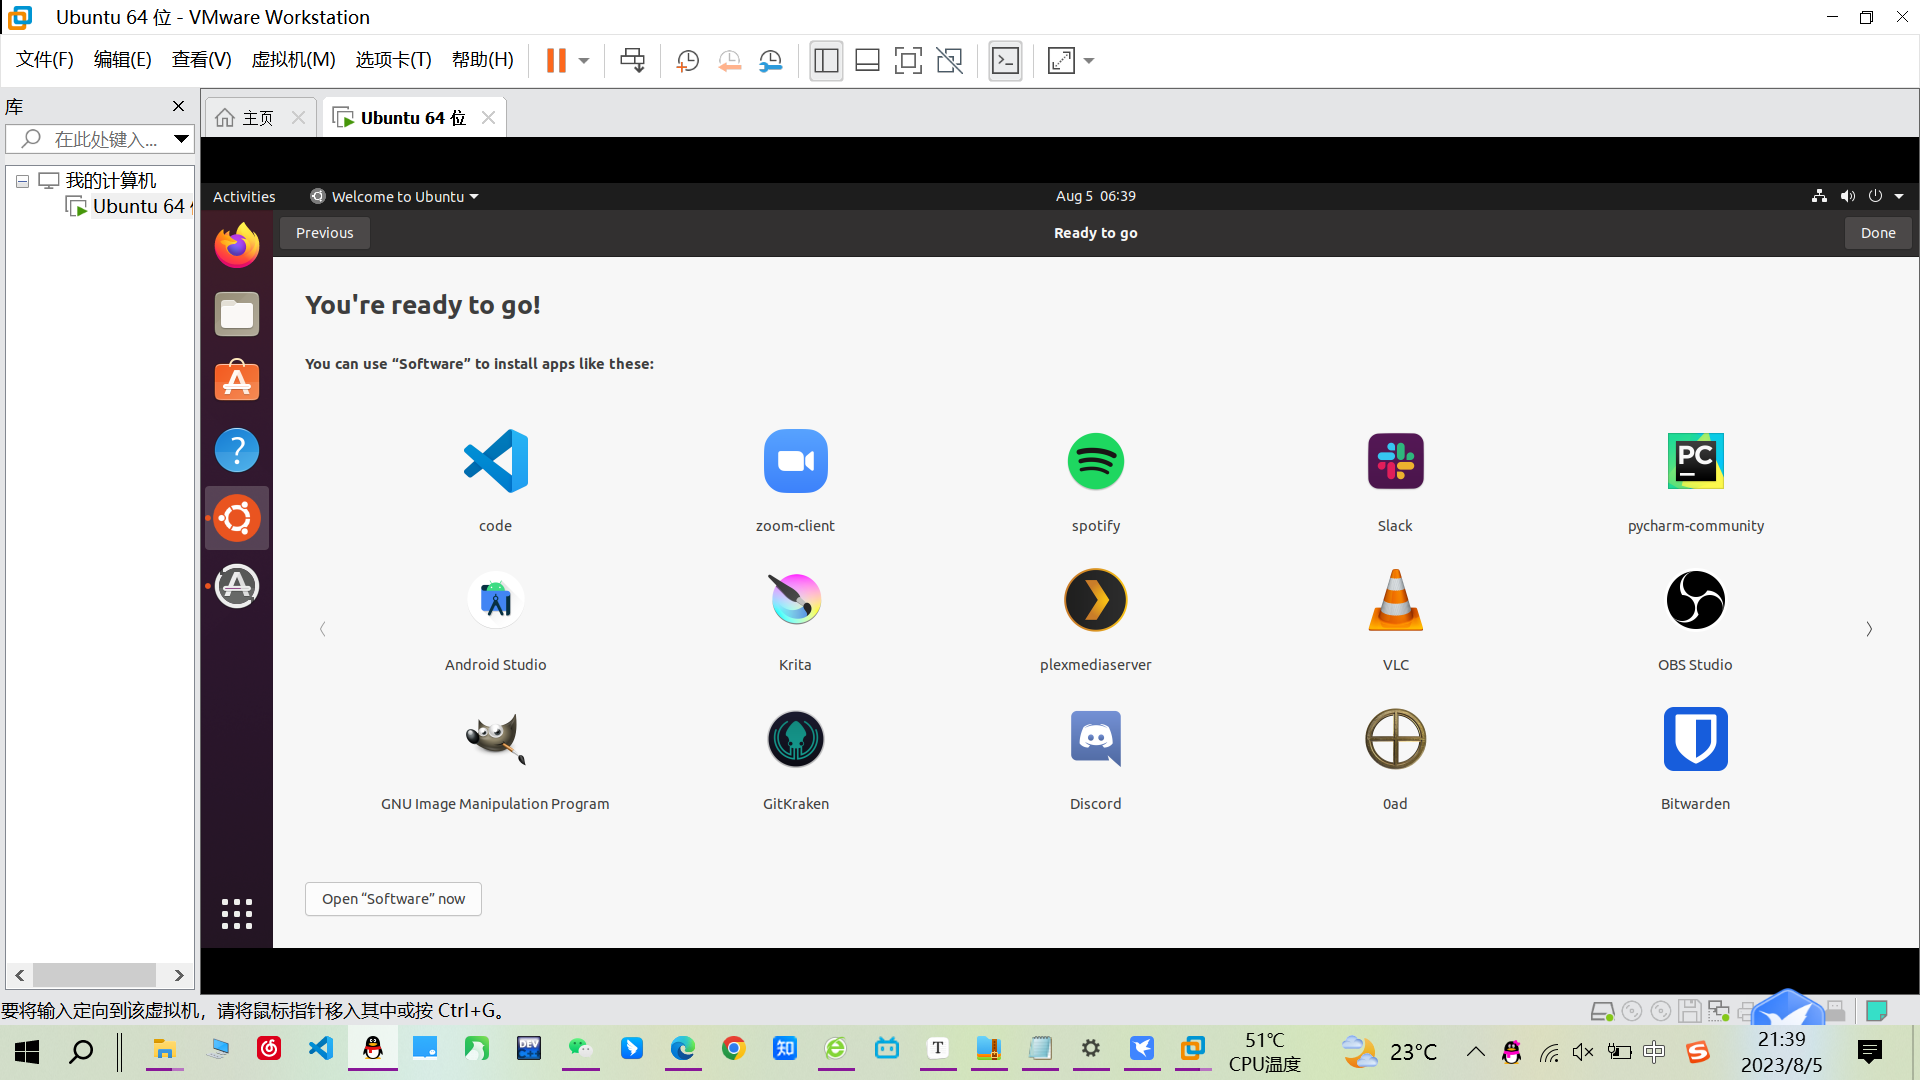 Ubuntu 64 位 - VMware Workstation
文件(F) 编辑(E) 查看(V) 虚拟机(M) 选项卡(T) 帮助(H)
库
主页
Ubuntu 64 位
在此处键入...
我的计算机
Ubuntu 64
Activities
Welcome to Ubuntu
Aug 5 06:39
Previous
Ready to go
Done
You're ready to go!
You can use “Software” to install apps like these:
code
zoom-client
spotify
Slack
PC
pycharm-community
Android Studio
Krita
plexmediaserver
VLC
OBS Studio
GNU Image Manipulation Program
GitKraken
Discord
0ad
Bitwarden
Open “Software” now
要将输入定向到该虚拟机，请将鼠标指针移入其中或按 Ctrl+G。
DEV
知
T
51℃
CPU温度
23°C
中
S
21:39
2023/8/5